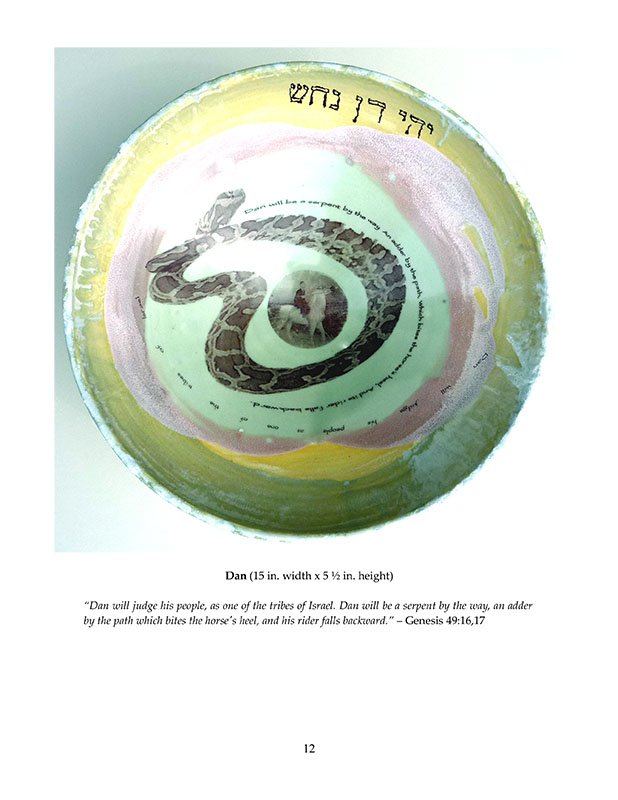 יהי דן נחש
Dan will be a serpent by the way. An adder by the path, which bites the horse's heel. And its rider Falls backward.
Dan will judge his people as one of the tribes of Israel
Dan (15 in. width x 5 ½ in. height)
“Dan will judge his people, as one of the tribes of Israel. Dan will be a serpent by the way, an adder
by the path which bites the horse's heel, and his rider falls backward.” – Genesis 49:16,17
12